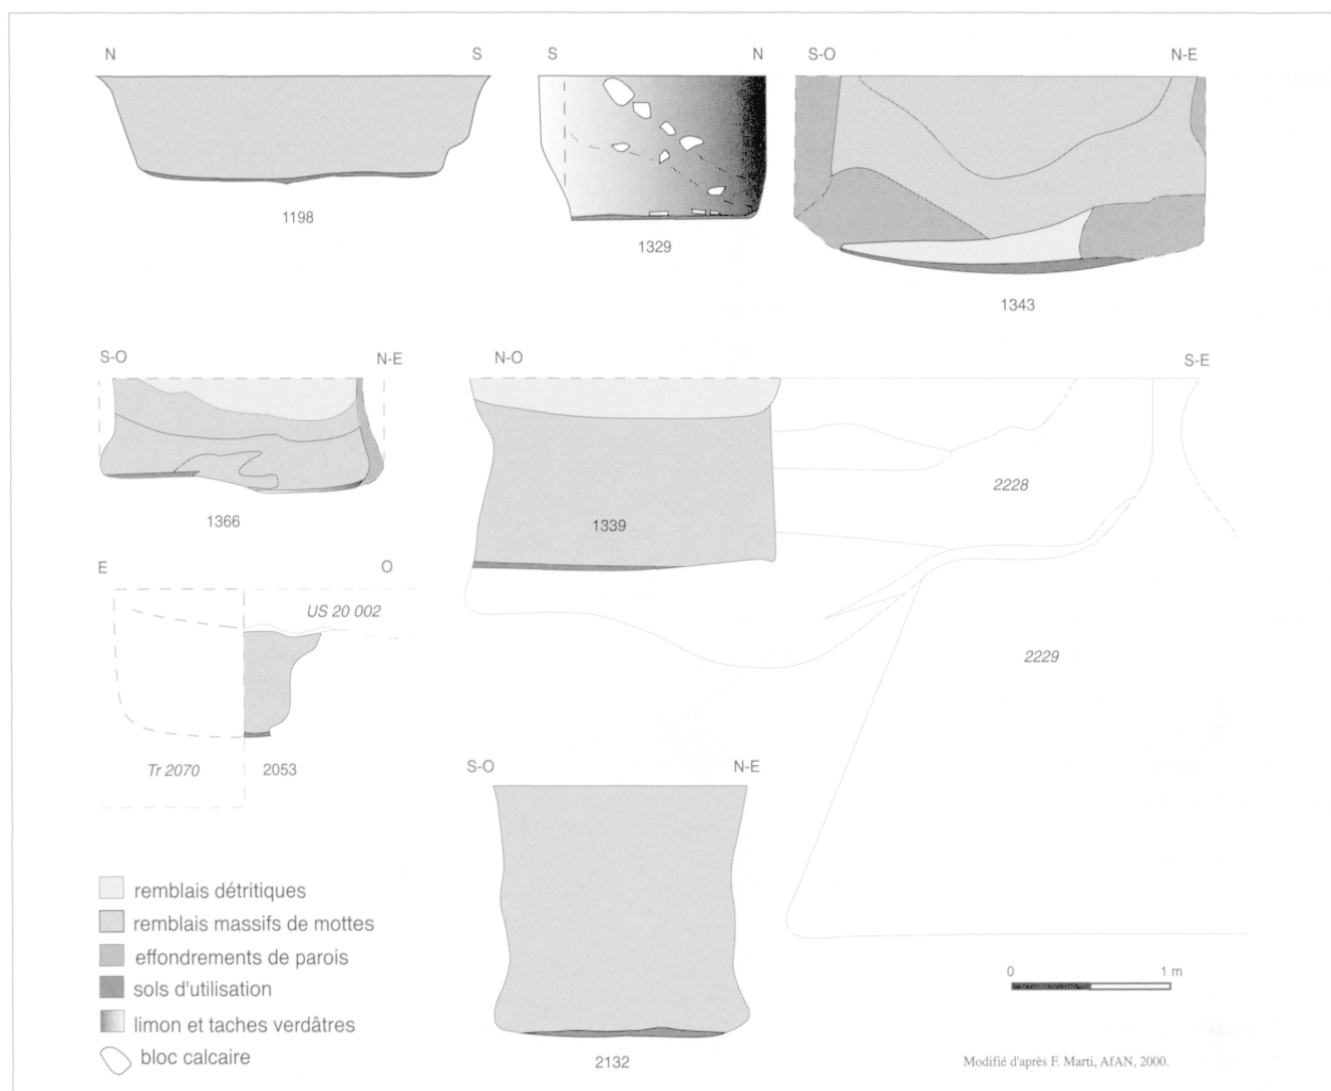 N S
S N
S-O N-E
1198
1329
1343
S-O N-E
N-O S-E
1366
1339
2228
E O
US 20 002
2229
Tr 2070 2053
S-O N-E
2132
remblais détritiques
remblais massifs de mottes
effondrements de parois
sols d'utilisation
limon et taches verdâtres
bloc calcaire
0 1 m
Modifié d'après F. Marti, AfAN, 2000.